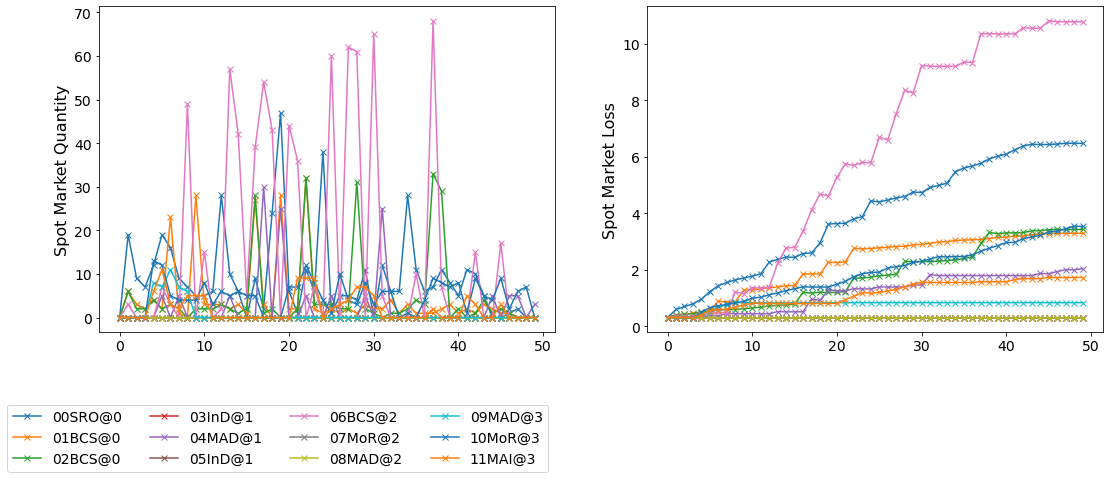 70
60
50
40
30
20
10
0
Spot Market Quantity
0 10 20 30 40 50
10
8
6
4
2
0
Spot Market Loss
0 10 20 30 40 50
00SRO@0 03InD@1 06BCS@2 09MAD@3
01BCS@0 04MAD@1 07MoR@2 10MoR@3
02BCS@0 05InD@1 08MAD@2 11MAI@3